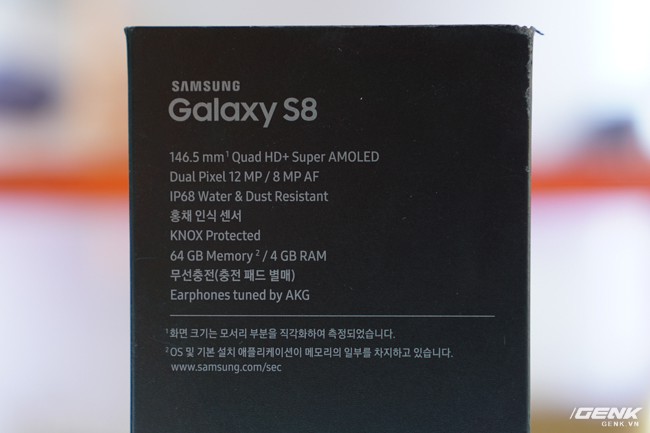 SAMSUNG
Galaxy S8
146.5 mm¹ Quad HD+ Super AMOLED
Dual Pixel 12 MP / 8 MP AF
IP68 Water & Dust Resistant
홍채 인식 센서
KNOX Protected
64 GB Memory ² / 4 GB RAM
무선충전(충전 패드 별매)
Earphones tuned by AKG
¹ 화면 크기는 모서리 부분을 직각화하여 측정되었습니다.
² OS 및 기본 설치 애플리케이션이 메모리의 일부를 차지하고 있습니다.
www.samsung.com/sec
GENK
GENK.VN